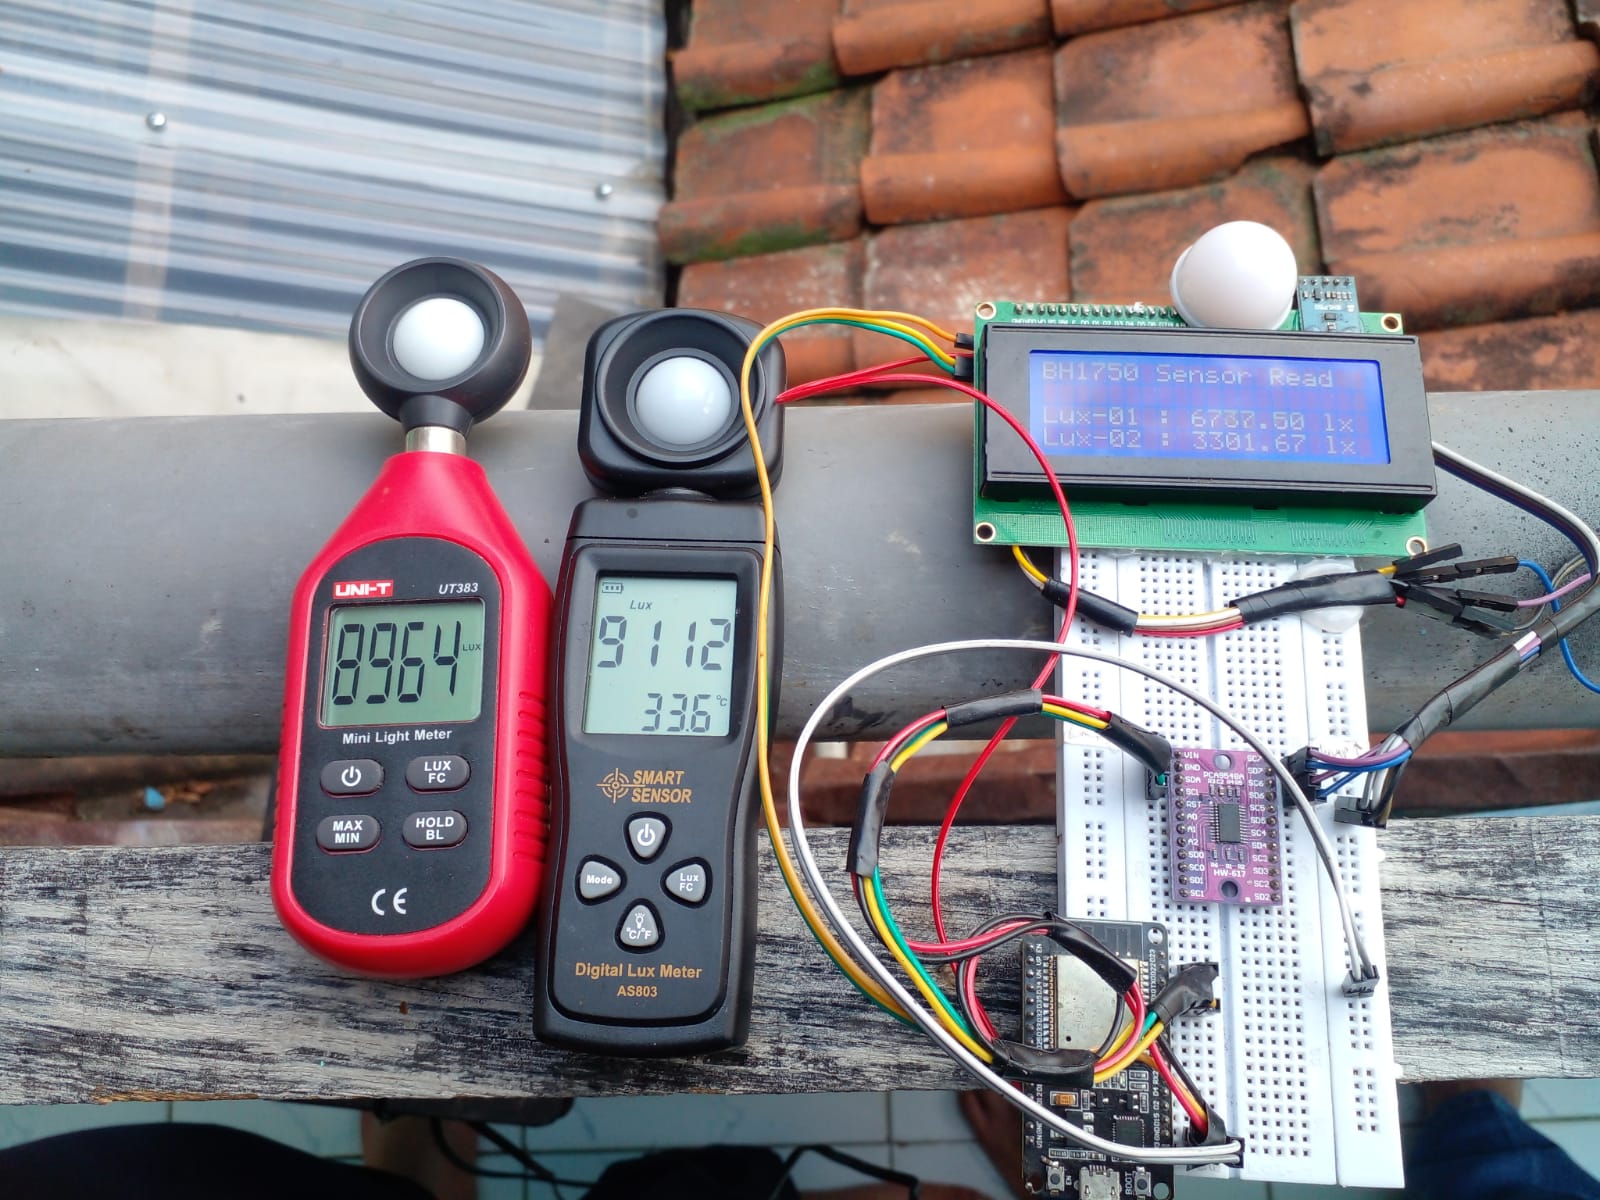 UNI-T
UT383
8964
LUX
Mini Light Meter
LUX
FC
MAX
MIN
HOLD
BL
CE
Lux
9112
33.6 °C
SMART
SENSOR
Mode
Lux
FC
°C/°F
Digital Lux Meter
AS803
BH1750 Sensor Read
Lux-01 : 6737.50 lx
Lux-02 : 3301.67 lx
VIN
GND
SDA
SCL
RST
A0
A1
A2
SD0
SC0
SD1
SC1
PCA9548A
HW-617
SC7
SD7
SC6
SD6
SC5
SD5
SC4
SD4
SC3
SD3
SC2
SD2
EN
BOOT